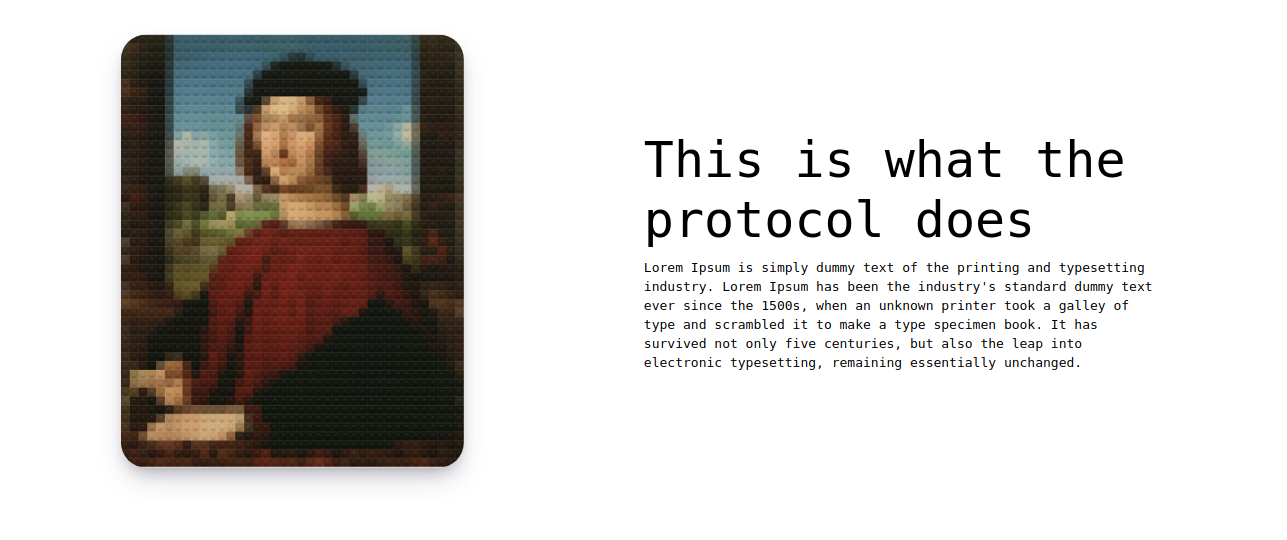 This is what the
protocol does
Lorem Ipsum is simply dummy text of the printing and typesetting
industry. Lorem Ipsum has been the industry's standard dummy text
ever since the 1500s, when an unknown printer took a galley of
type and scrambled it to make a type specimen book. It has
survived not only five centuries, but also the leap into
electronic typesetting, remaining essentially unchanged.